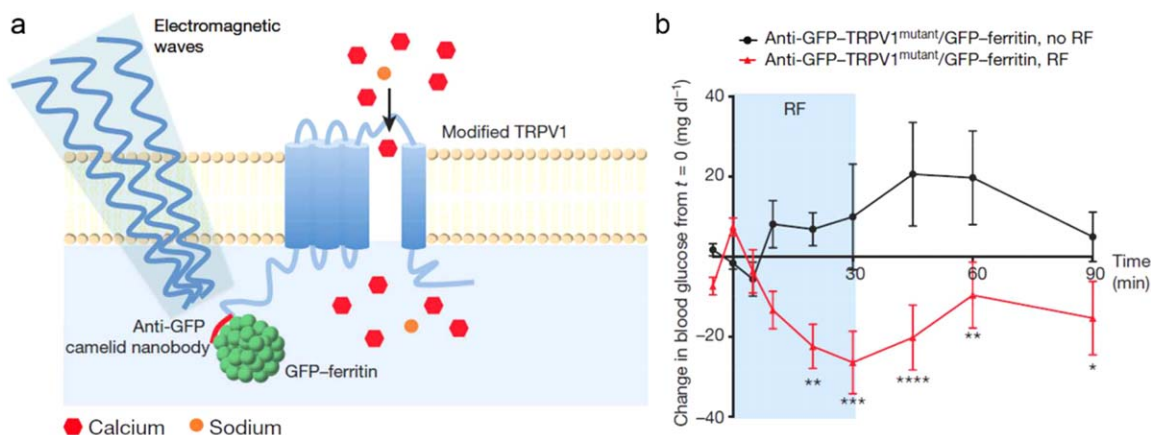 a
Electromagnetic
waves
Modified TRPV1
Anti-GFP
camelid nanobody
GFP–ferritin
Calcium Sodium
b
Anti-GFP–TRPV1mutant/GFP–ferritin, no RF
Anti-GFP–TRPV1mutant/GFP–ferritin, RF
Change in blood glucose from t = 0 (mg dl−1)
40
RF
20
0
30
60
90
Time
(min)
−20
**
***
****
**
*
−40